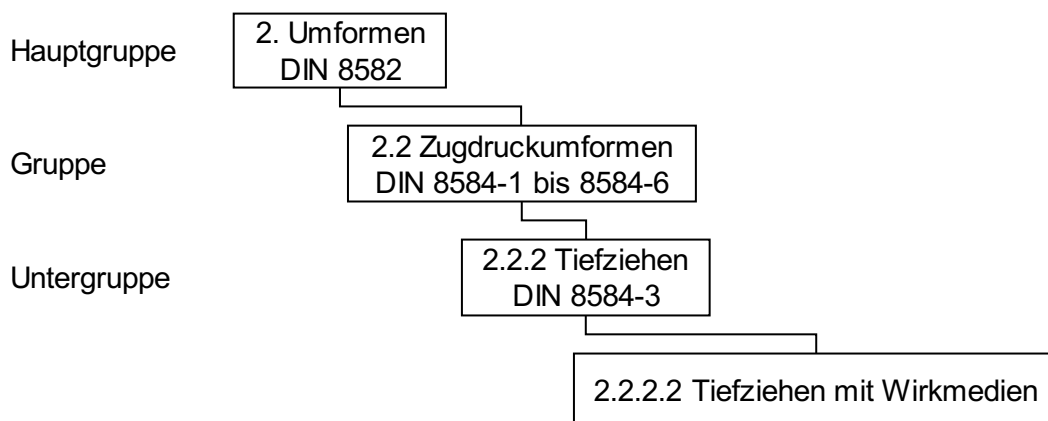 Hauptgruppe
2. Umformen
DIN 8582
Gruppe
2.2 Zugdruckumformen
DIN 8584-1 bis 8584-6
Untergruppe
2.2.2 Tiefziehen
DIN 8584-3
2.2.2.2 Tiefziehen mit Wirkmedien